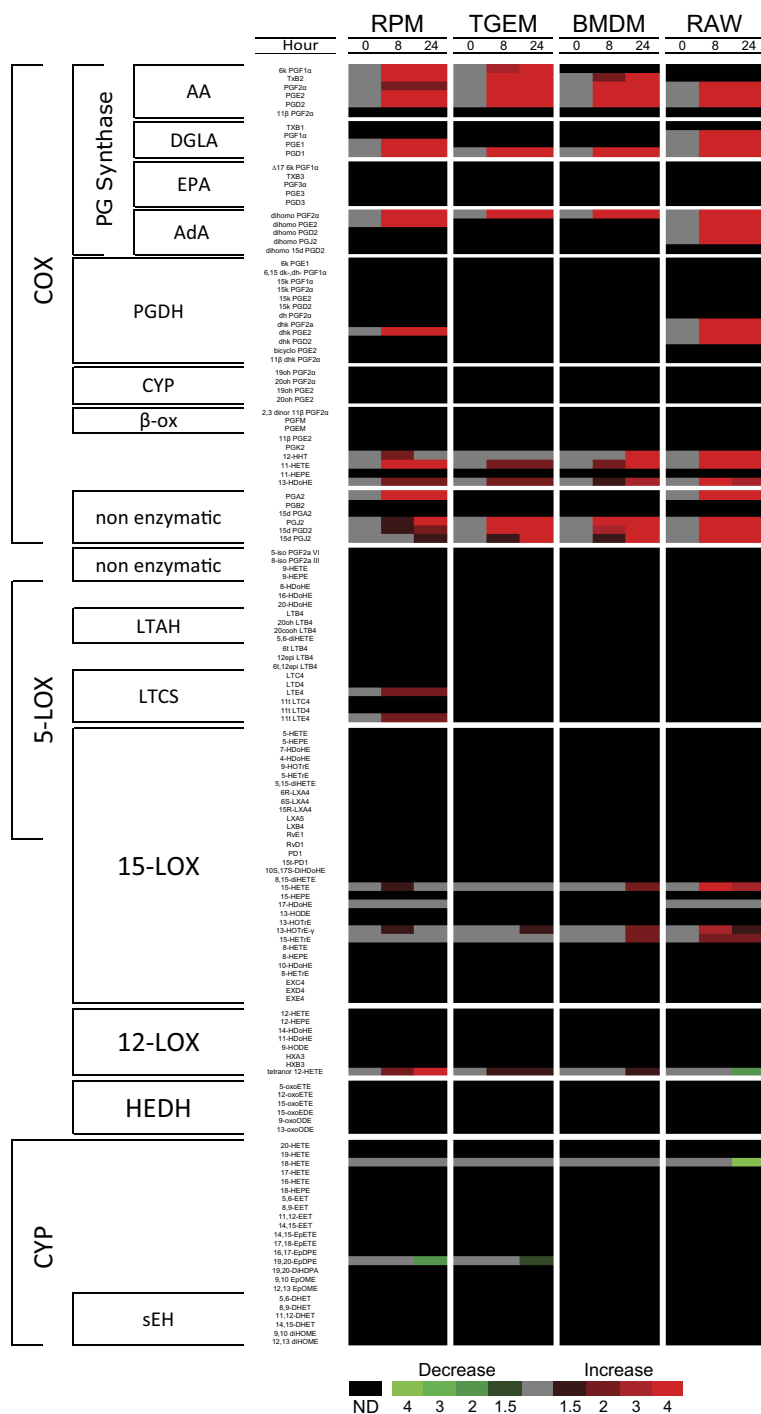 RPM TGEM BMDM RAW
Hour 0 8 24 0 8 24 0 8 24 0 8 24
COX
PG Synthase
AA
6k PGF1α
TxB2
PGF2α
PGE2
PGD2
11β PGF2α
DGLA
TXB1
PGF1α
PGE1
PGD1
EPA
Δ17 6k PGF1α
TXB3
PGF3α
PGE3
PGD3
AdA
dihomo PGF2α
dihomo PGE2
dihomo PGD2
dihomo PGJ2
dihomo 15d PGD2
PGDH
6k PGE1
6,15 dk-,dh- PGF1α
15k PGF1α
15k PGF2α
15k PGE2
15k PGD2
dh PGF2α
dhk PGF2a
dhk PGE2
dhk PGD2
bicyclo PGE2
11β dhk PGF2α
CYP
19oh PGF2α
20oh PGF2α
19oh PGE2
20oh PGE2
β-ox
2,3 dinor 11β PGF2α
PGFM
PGEM
11β PGE2
PGK2
12-HHT
11-HETE
11-HEPE
13-HDoHE
non enzymatic
PGA2
PGB2
15d PGA2
PGJ2
15d PGD2
15d PGJ2
non enzymatic
5-iso PGF2a VI
8-iso PGF2a III
9-HETE
9-HEPE
8-HDoHE
16-HDoHE
20-HDoHE
5-LOX
LTAH
LTB4
20oh LTB4
20cooh LTB4
5,6-diHETE
6t LTB4
12epi LTB4
6t,12epi LTB4
LTCS
LTC4
LTD4
LTE4
11t LTC4
11t LTD4
11t LTE4
15-LOX
5-HETE
5-HEPE
7-HDoHE
4-HDoHE
9-HOTrE
5-HETrE
5,15-diHETE
6R-LXA4
6S-LXA4
15R-LXA4
LXA5
LXB4
RvE1
RvD1
PD1
15t-PD1
10S,17S-DiHDoHE
8,15-diHETE
15-HETE
15-HEPE
17-HDoHE
13-HODE
13-HOTrE
13-HOTrE-γ
15-HETrE
8-HETE
8-HEPE
10-HDoHE
8-HETrE
EXC4
EXD4
EXE4
12-LOX
12-HETE
12-HEPE
14-HDoHE
11-HDoHE
9-HODE
HXA3
HXB3
tetranor 12-HETE
HEDH
5-oxoETE
12-oxoETE
15-oxoETE
15-oxoEDE
9-oxoODE
13-oxoODE
CYP
20-HETE
19-HETE
18-HETE
17-HETE
16-HETE
18-HEPE
5,6-EET
8,9-EET
11,12-EET
14,15-EET
14,15-EpETE
17,18-EpETE
16,17-EpDPE
19,20-EpDPE
19,20-DiHDPA
9,10 EpOME
12,13 EpOME
sEH
5,6-DHET
8,9-DHET
11,12-DHET
14,15-DHET
9,10 diHOME
12,13 diHOME
Decrease Increase
ND 4 3 2 1.5 1.5 2 3 4